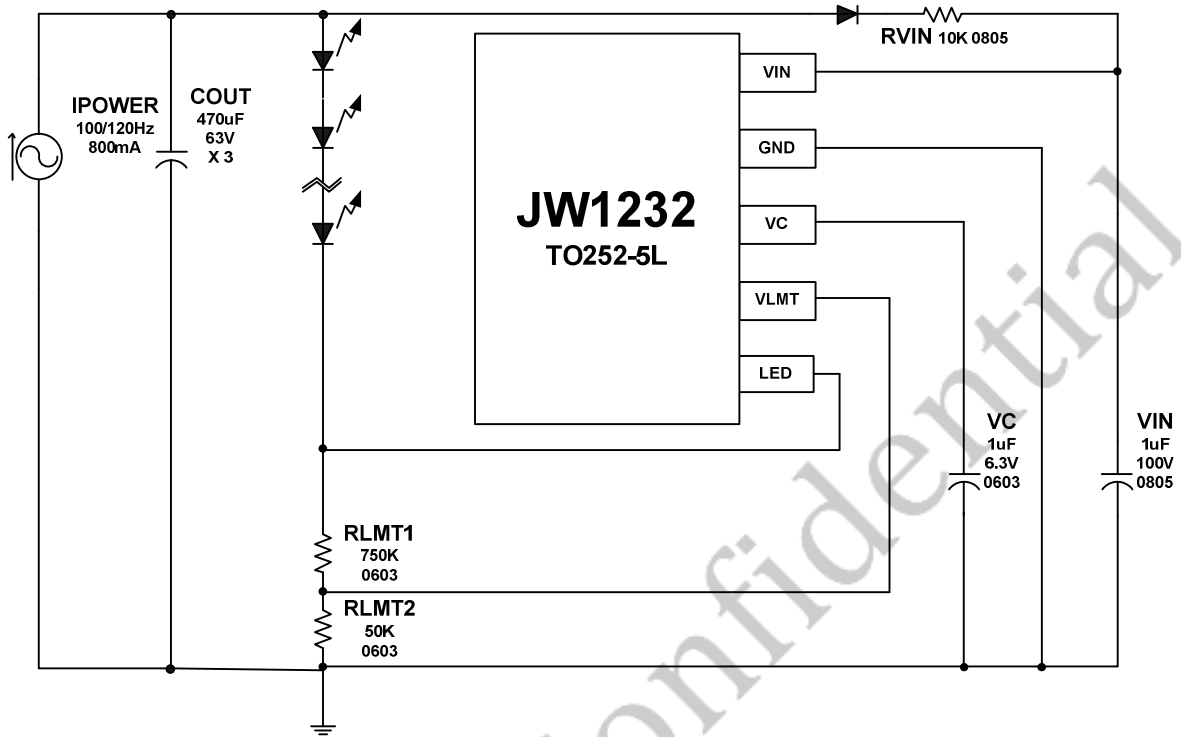 RVIN 10K 0805
VIN
IPOWER
100/120Hz
800mA
COUT
470uF
63V
X 3
GND
JW1232
TO252-5L
VC
VLMT
LED
VC
1uF
6.3V
0603
VIN
1uF
100V
0805
RLMT1
750K
0603
RLMT2
50K
0603
onfidential